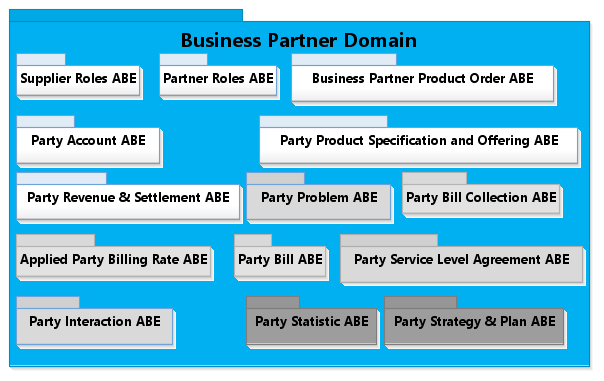 Business Partner Domain
Supplier Roles ABE
Partner Roles ABE
Business Partner Product Order ABE
Party Account ABE
Party Product Specification and Offering ABE
Party Revenue & Settlement ABE
Party Problem ABE
Party Bill Collection ABE
Applied Party Billing Rate ABE
Party Bill ABE
Party Service Level Agreement ABE
Party Interaction ABE
Party Statistic ABE
Party Strategy & Plan ABE